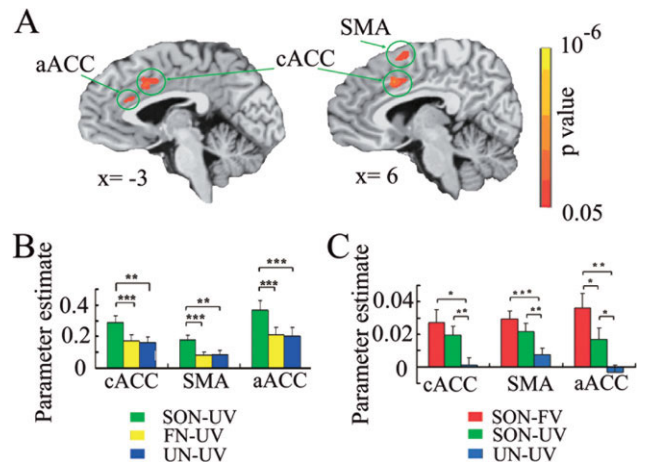 A
SMA
aACC
cACC
x= -3
x= 6
10-6
p value
0.05
B
Parameter estimate
0.4
0.2
0
**
***
**
***
***
***
cACC
SMA
aACC
SON-UV
FN-UV
UN-UV
C
Parameter estimate
0.04
0.02
0
*
**
***
**
**
*
*
cACC
SMA
aACC
SON-FV
SON-UV
UN-UV